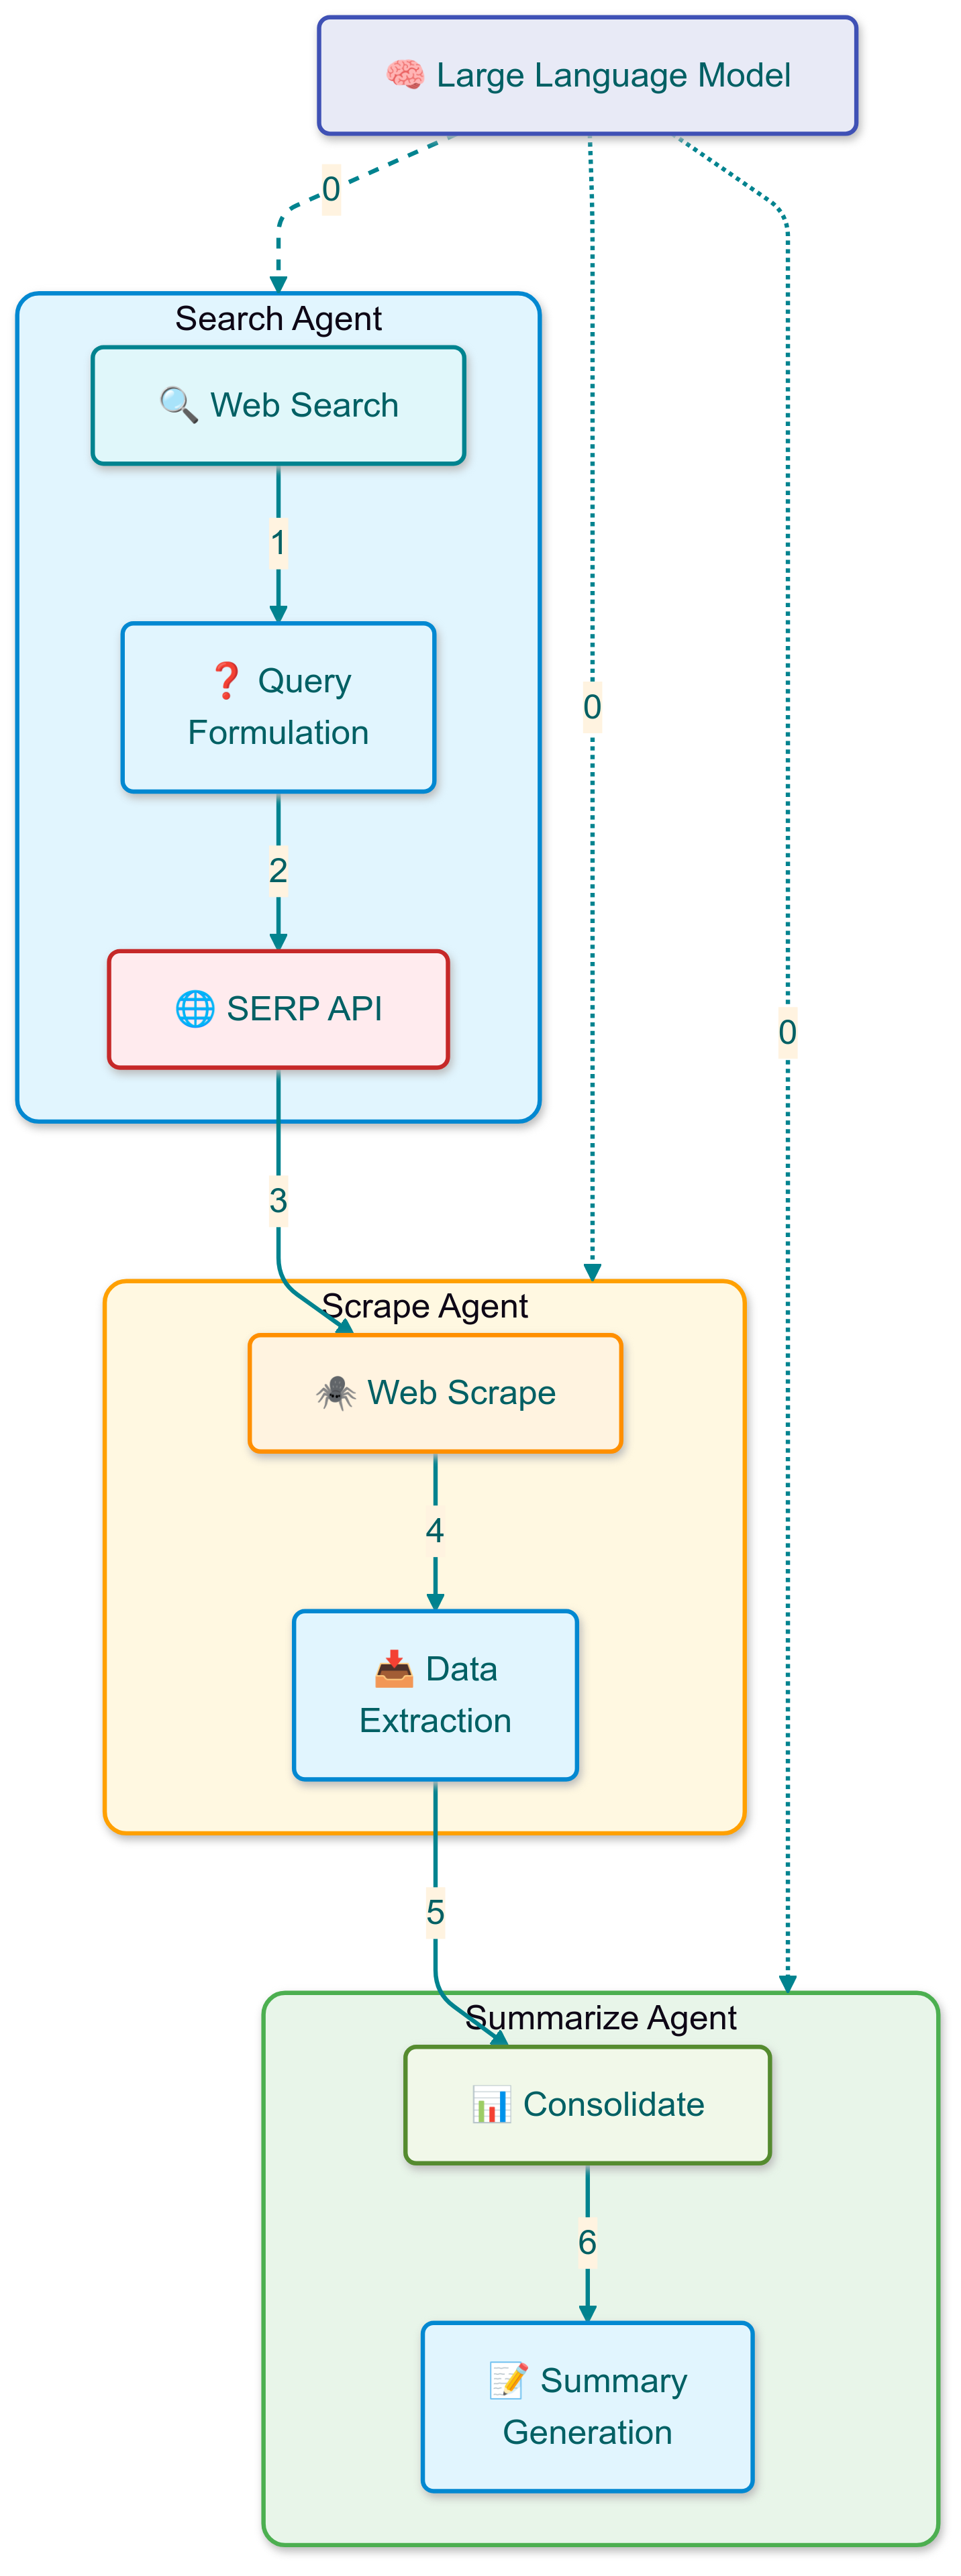 🧠 Large Language Model
0
Search Agent
🔍 Web Search
1
❓ Query
Formulation
0
2
🌐 SERP API
0
3
Scrape Agent
🕷️ Web Scrape
4
📥 Data
Extraction
5
Summarize Agent
📊 Consolidate
6
📝 Summary
Generation